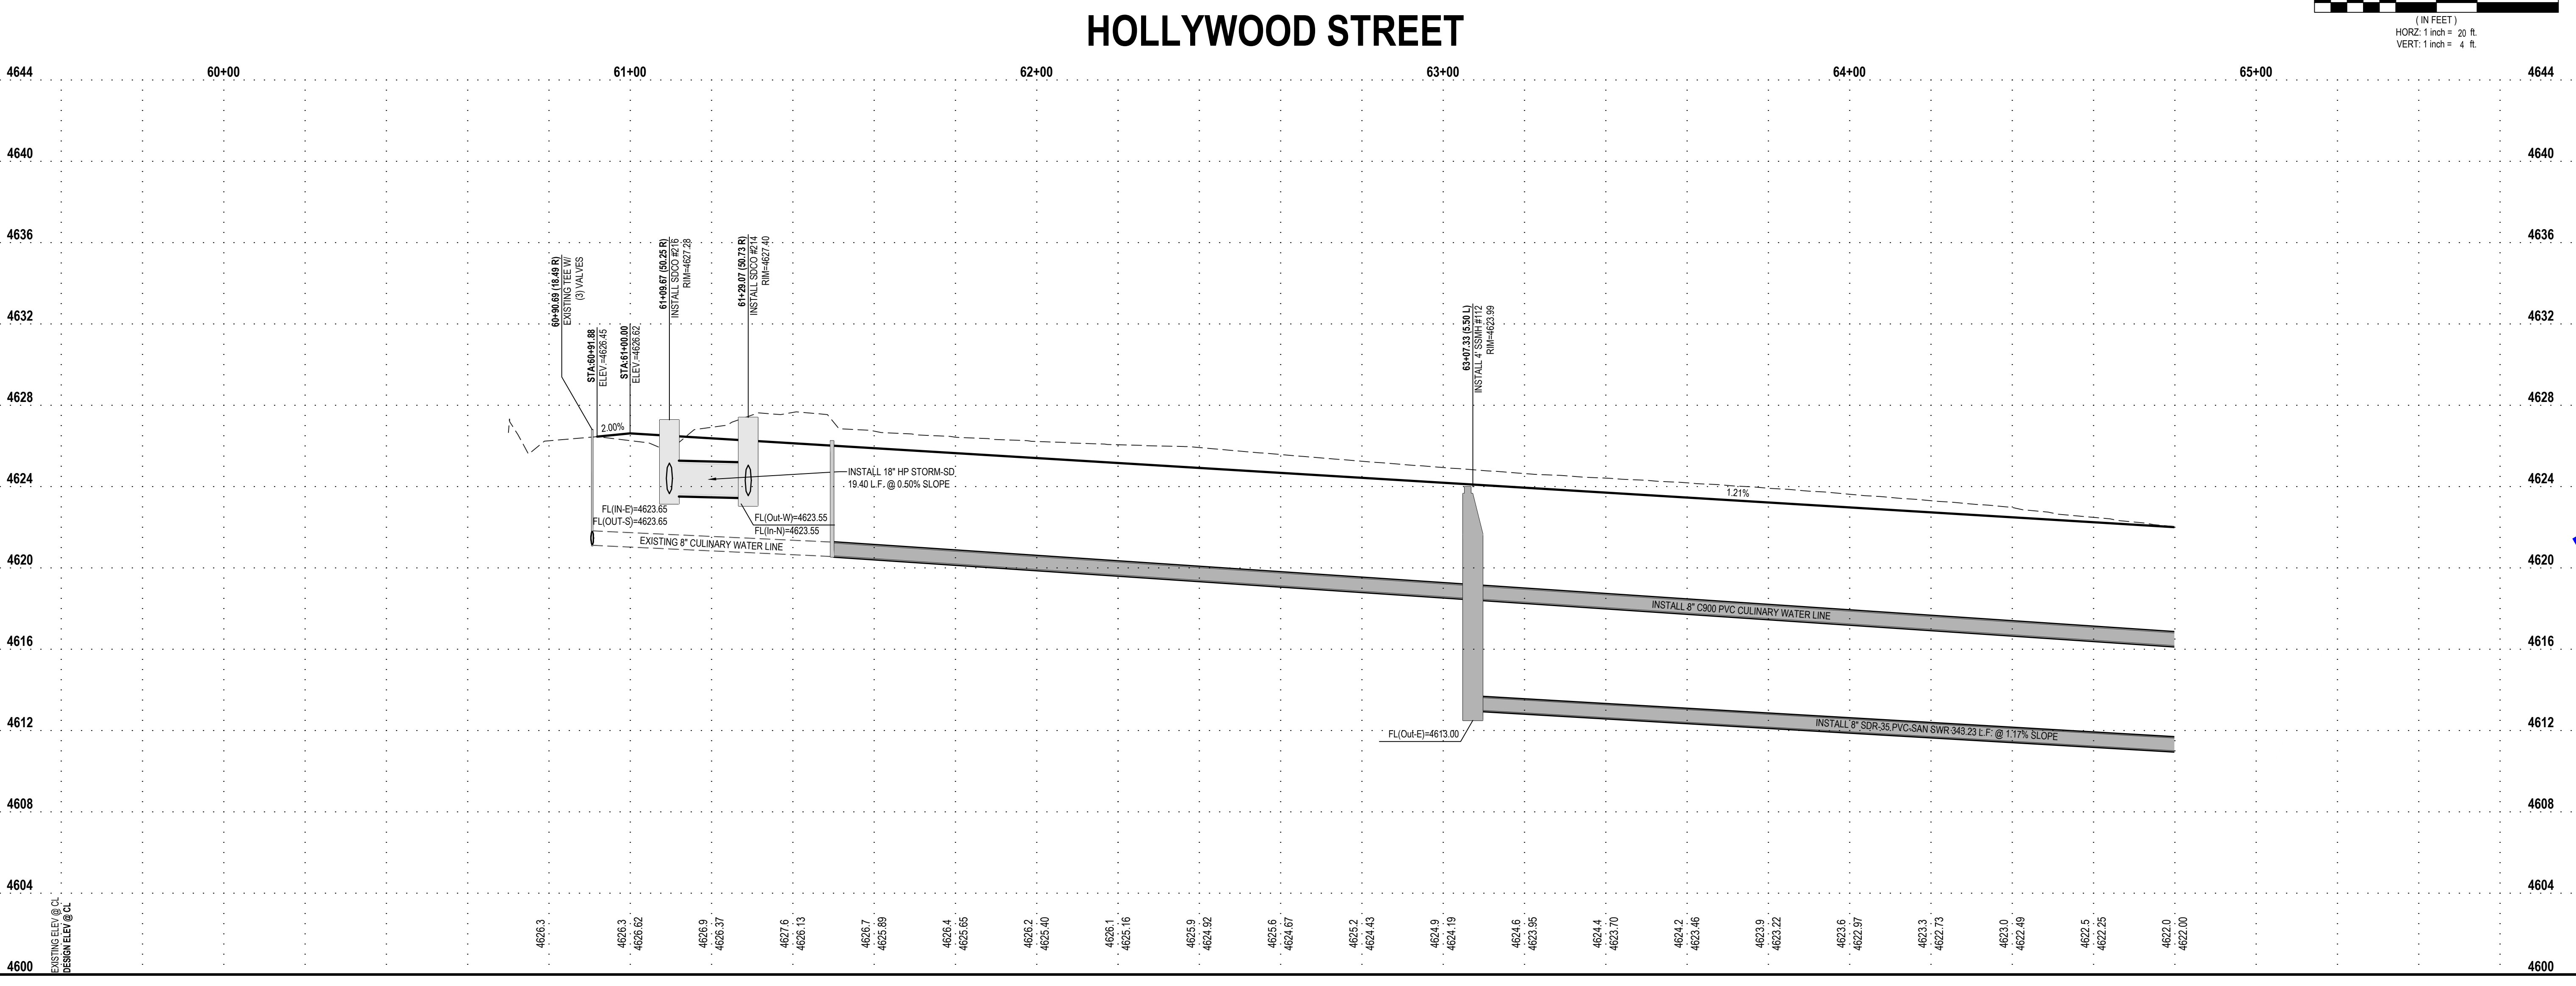 HOLLYWOOD STREET
( IN FEET )
HORZ: 1 inch = 20 ft.
VERT: 1 inch = 4 ft.
60+00
61+00
62+00
63+00
64+00
65+00
4644
4644
4640
4640
4636
4636
4632
4632
4628
4628
4624
4624
4620
4620
4616
4616
4612
4612
4608
4608
4604
4604
4600
4600
60+90.69 (18.49 R)
EXISTING TEE W/
(3) VALVES
STA:60+91.88
ELEV.=4626.45
STA:61+00.00
ELEV.=4626.62
61+09.67 (50.25 R)
INSTALL SDCO #216
RIM=4627.28
61+29.07 (50.73 R)
INSTALL SDCO #214
RIM=4627.40
63+07.33 (5.50 L)
INSTALL 4' SSMH #112
RIM=4623.99
2.00%
INSTALL 18" HP STORM-SD
19.40 L.F. @ 0.50% SLOPE
1.21%
FL(IN-E)=4623.65
FL(OUT-S)=4623.65
FL(Out-W)=4623.55
FL(In-N)=4623.55
EXISTING 8" CULINARY WATER LINE
INSTALL 8" C900 PVC CULINARY WATER LINE
INSTALL 8" SDR-35 PVC-SAN SWR 343.23 L.F. @ 1.17% SLOPE
FL(Out-E)=4613.00
EXISTING ELEV @ CL
DESIGN ELEV @ CL
4626.3
4626.3
4626.62
4626.9
4626.37
4627.6
4626.13
4626.7
4625.89
4626.4
4625.65
4626.2
4625.40
4626.1
4625.16
4625.9
4624.92
4625.6
4624.67
4625.2
4624.43
4624.9
4624.19
4624.6
4623.95
4624.4
4623.70
4624.2
4623.46
4623.9
4623.22
4623.6
4622.97
4623.3
4622.73
4623.0
4622.49
4622.5
4622.25
4622.0
4622.00